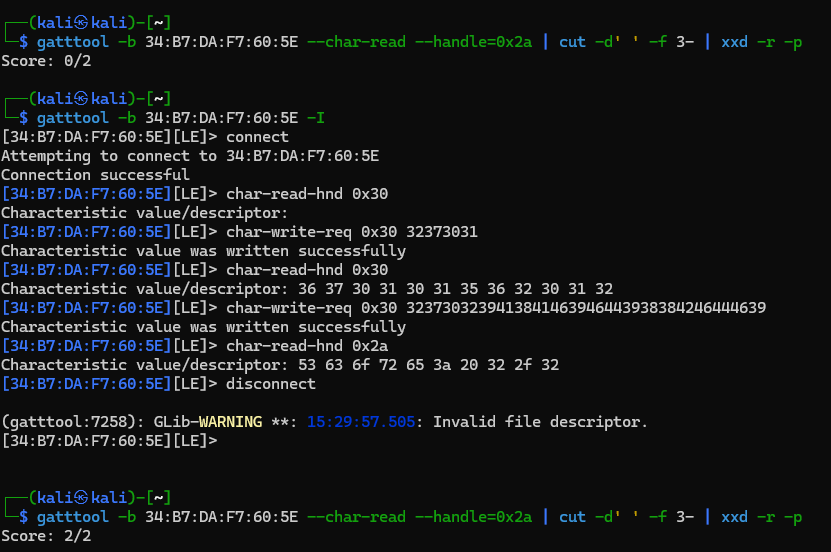 ┌──(kali㉿kali)-[~]
└─$ gatttool -b 34:B7:DA:F7:60:5E --char-read --handle=0x2a | cut -d' ' -f 3- | xxd -r -p
Score: 0/2
┌──(kali㉿kali)-[~]
└─$ gatttool -b 34:B7:DA:F7:60:5E -I
[34:B7:DA:F7:60:5E][LE]> connect
Attempting to connect to 34:B7:DA:F7:60:5E
Connection successful
[34:B7:DA:F7:60:5E][LE]> char-read-hnd 0x30
Characteristic value/descriptor:
[34:B7:DA:F7:60:5E][LE]> char-write-req 0x30 32373031
Characteristic value was written successfully
[34:B7:DA:F7:60:5E][LE]> char-read-hnd 0x30
Characteristic value/descriptor: 36 37 30 31 30 31 35 36 32 30 31 32
[34:B7:DA:F7:60:5E][LE]> char-write-req 0x30 3237303239413841463946443938384246444639
Characteristic value was written successfully
[34:B7:DA:F7:60:5E][LE]> char-read-hnd 0x2a
Characteristic value/descriptor: 53 63 6f 72 65 3a 20 32 2f 32
[34:B7:DA:F7:60:5E][LE]> disconnect
(gatttool:7258): GLib-WARNING **: 15:29:57.505: Invalid file descriptor.
[34:B7:DA:F7:60:5E][LE]>
┌──(kali㉿kali)-[~]
└─$ gatttool -b 34:B7:DA:F7:60:5E --char-read --handle=0x2a | cut -d' ' -f 3- | xxd -r -p
Score: 2/2